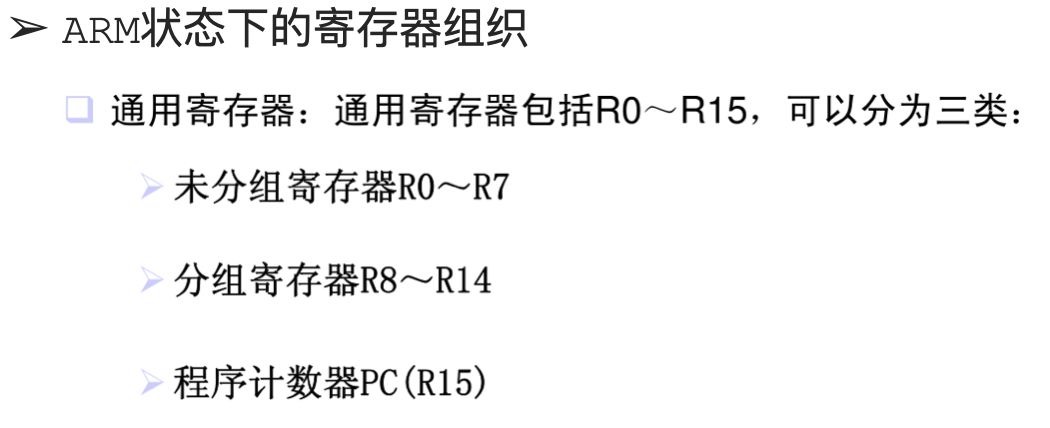 ➢ ARM状态下的寄存器组织
❑ 通用寄存器：通用寄存器包括R0～R15，可以分为三类：
➢ 未分组寄存器R0～R7
➢ 分组寄存器R8～R14
➢ 程序计数器PC(R15)